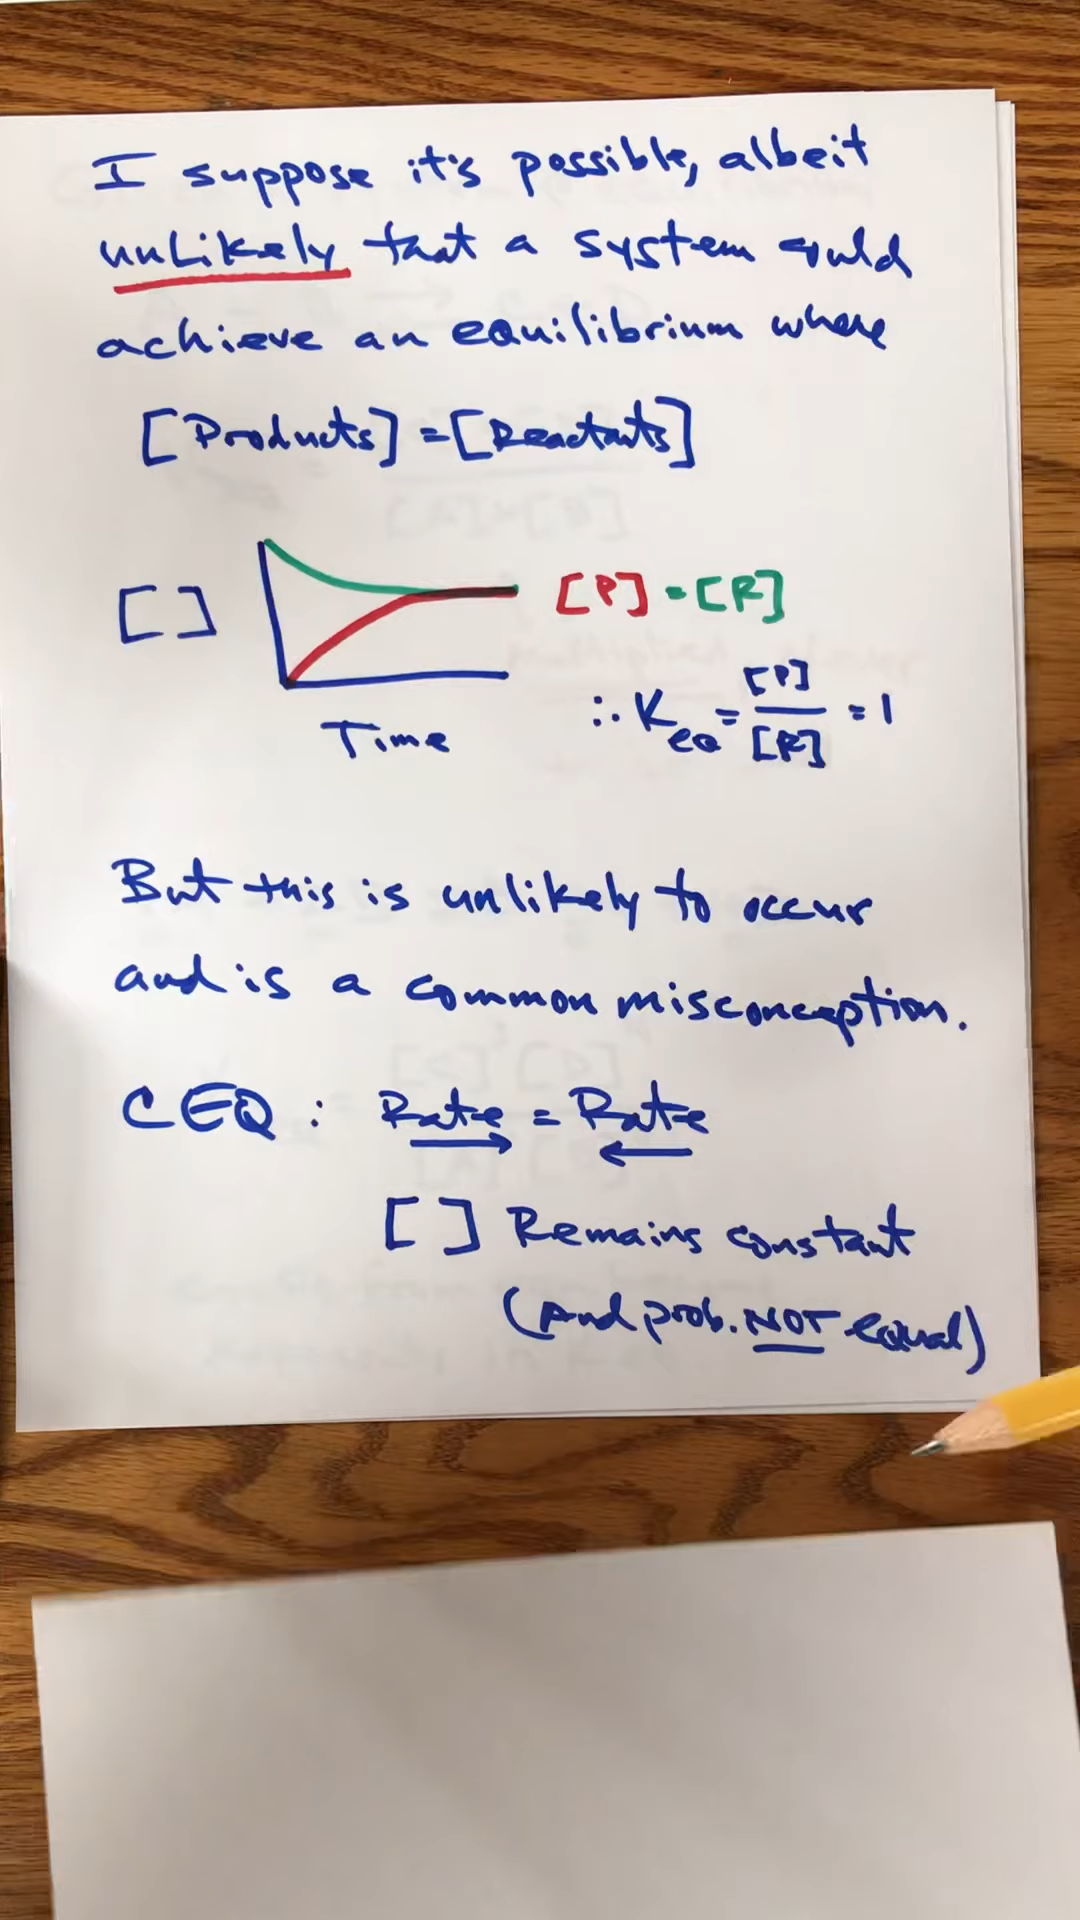 I suppose it's possible, albeit
unlikely that a system could
achieve an equilibrium where
[Products] = [Reactants]
[ ]
[P] = [R]
Time
∴ Keq = [P]/[R] = 1
But this is unlikely to occur
and is a common misconception.
CEQ : Rate → = Rate ←
[ ] Remains constant
(And prob. NOT equal)